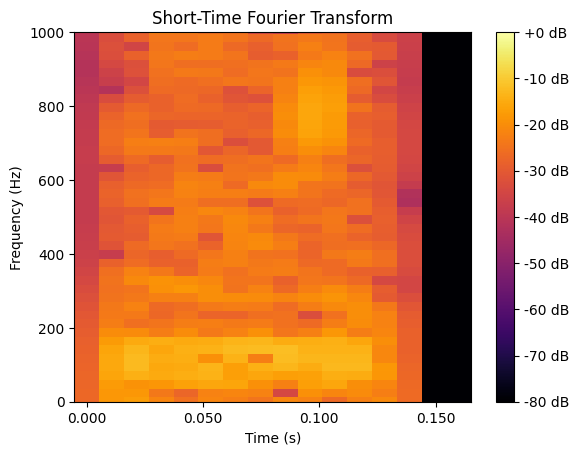 Short-Time Fourier Transform
1000
800
600
400
200
0
Frequency (Hz)
0.000
0.050
0.100
0.150
Time (s)
+0 dB
-10 dB
-20 dB
-30 dB
-40 dB
-50 dB
-60 dB
-70 dB
-80 dB